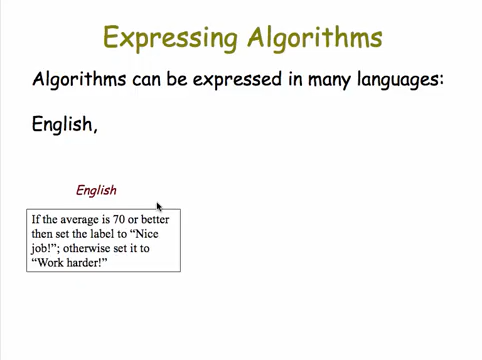 Expressing Algorithms
Algorithms can be expressed in many languages:
English,
English
If the average is 70 or better
then set the label to “Nice
job!”; otherwise set it to
“Work harder!”